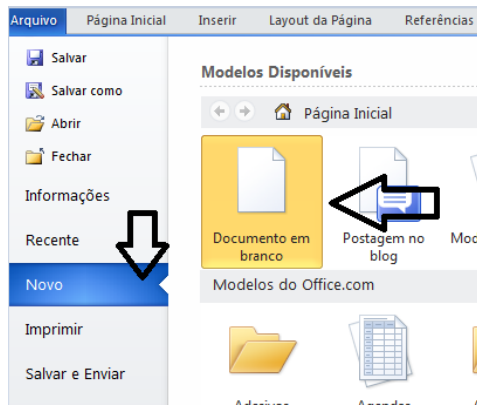 Arquivo Página Inicial Inserir Layout da Página Referências
Salvar
Salvar como
Abrir
Fechar
Informações
Recente
Novo
Imprimir
Salvar e Enviar
Modelos Disponíveis
Página Inicial
Documento em
branco
Postagem no
blog
Modelos do Office.com